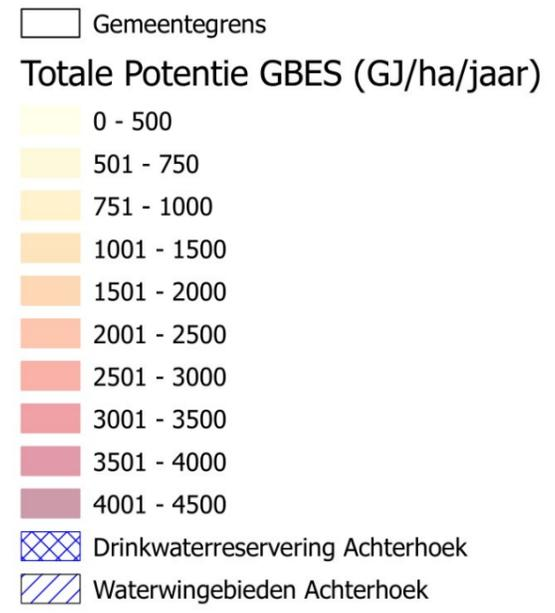 Gemeentegrens
Totale Potentie GBES (GJ/ha/jaar)
0 - 500
501 - 750
751 - 1000
1001 - 1500
1501 - 2000
2001 - 2500
2501 - 3000
3001 - 3500
3501 - 4000
4001 - 4500
Drinkwaterreservering Achterhoek
Waterwingebieden Achterhoek